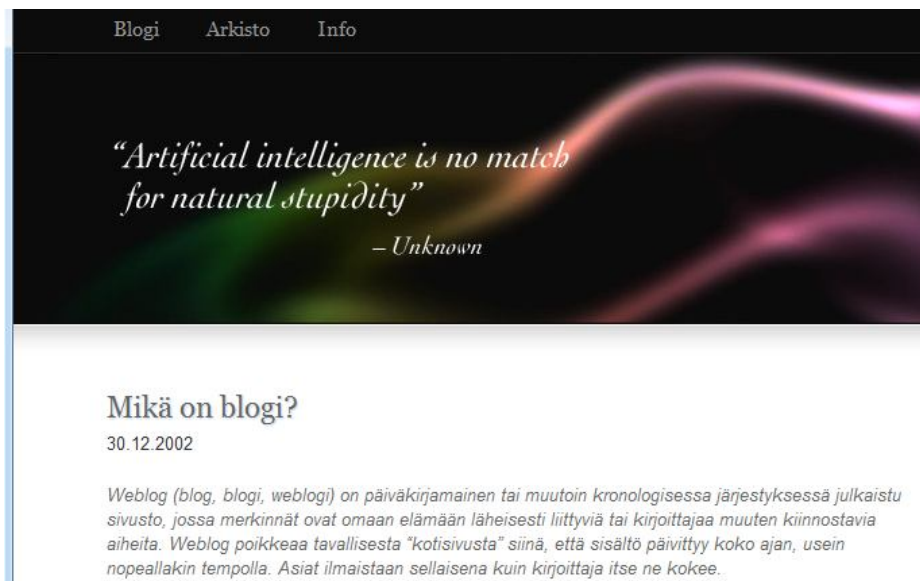 Blogi Arkisto Info
“Artificial intelligence is no match
for natural stupidity”
– Unknown
Mikä on blogi?
30.12.2002
Weblog (blog, blogi, weblogi) on päiväkirjamainen tai muutoin kronologisessa järjestyksessä julkaistu
sivusto, jossa merkinnät ovat omaan elämään läheisesti liittyviä tai kirjoittajaa muuten kiinnostavia
aiheita. Weblog poikkeaa tavallisesta “kotisivusta” siinä, että sisältö päivittyy koko ajan, usein
nopeallakin tempolla. Asiat ilmaistaan sellaisena kuin kirjoittaja itse ne kokee.